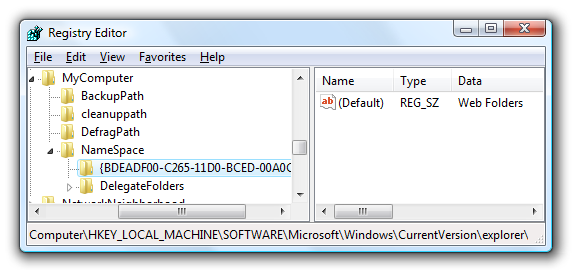 Registry Editor
File Edit View Favorites Help
MyComputer
BackupPath
cleanuppath
DefragPath
NameSpace
{BDEADF00-C265-11D0-BCED-00A0C
DelegateFolders
NetworkNeighborhood
Name Type Data
ab (Default) REG_SZ Web Folders
Computer\HKEY_LOCAL_MACHINE\SOFTWARE\Microsoft\Windows\CurrentVersion\explorer\